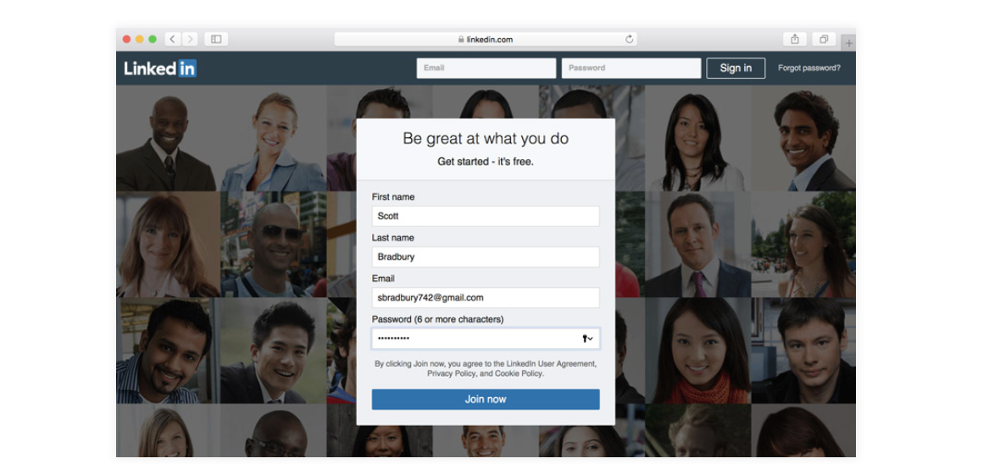 linkedin.com
Linked in
Email Password Sign in Forgot password?
Be great at what you do
Get started - it's free.
First name
Scott
Last name
Bradbury
Email
sbradbury742@gmail.com
Password (6 or more characters)
••••••••••
By clicking Join now, you agree to the LinkedIn User Agreement,
Privacy Policy, and Cookie Policy.
Join now